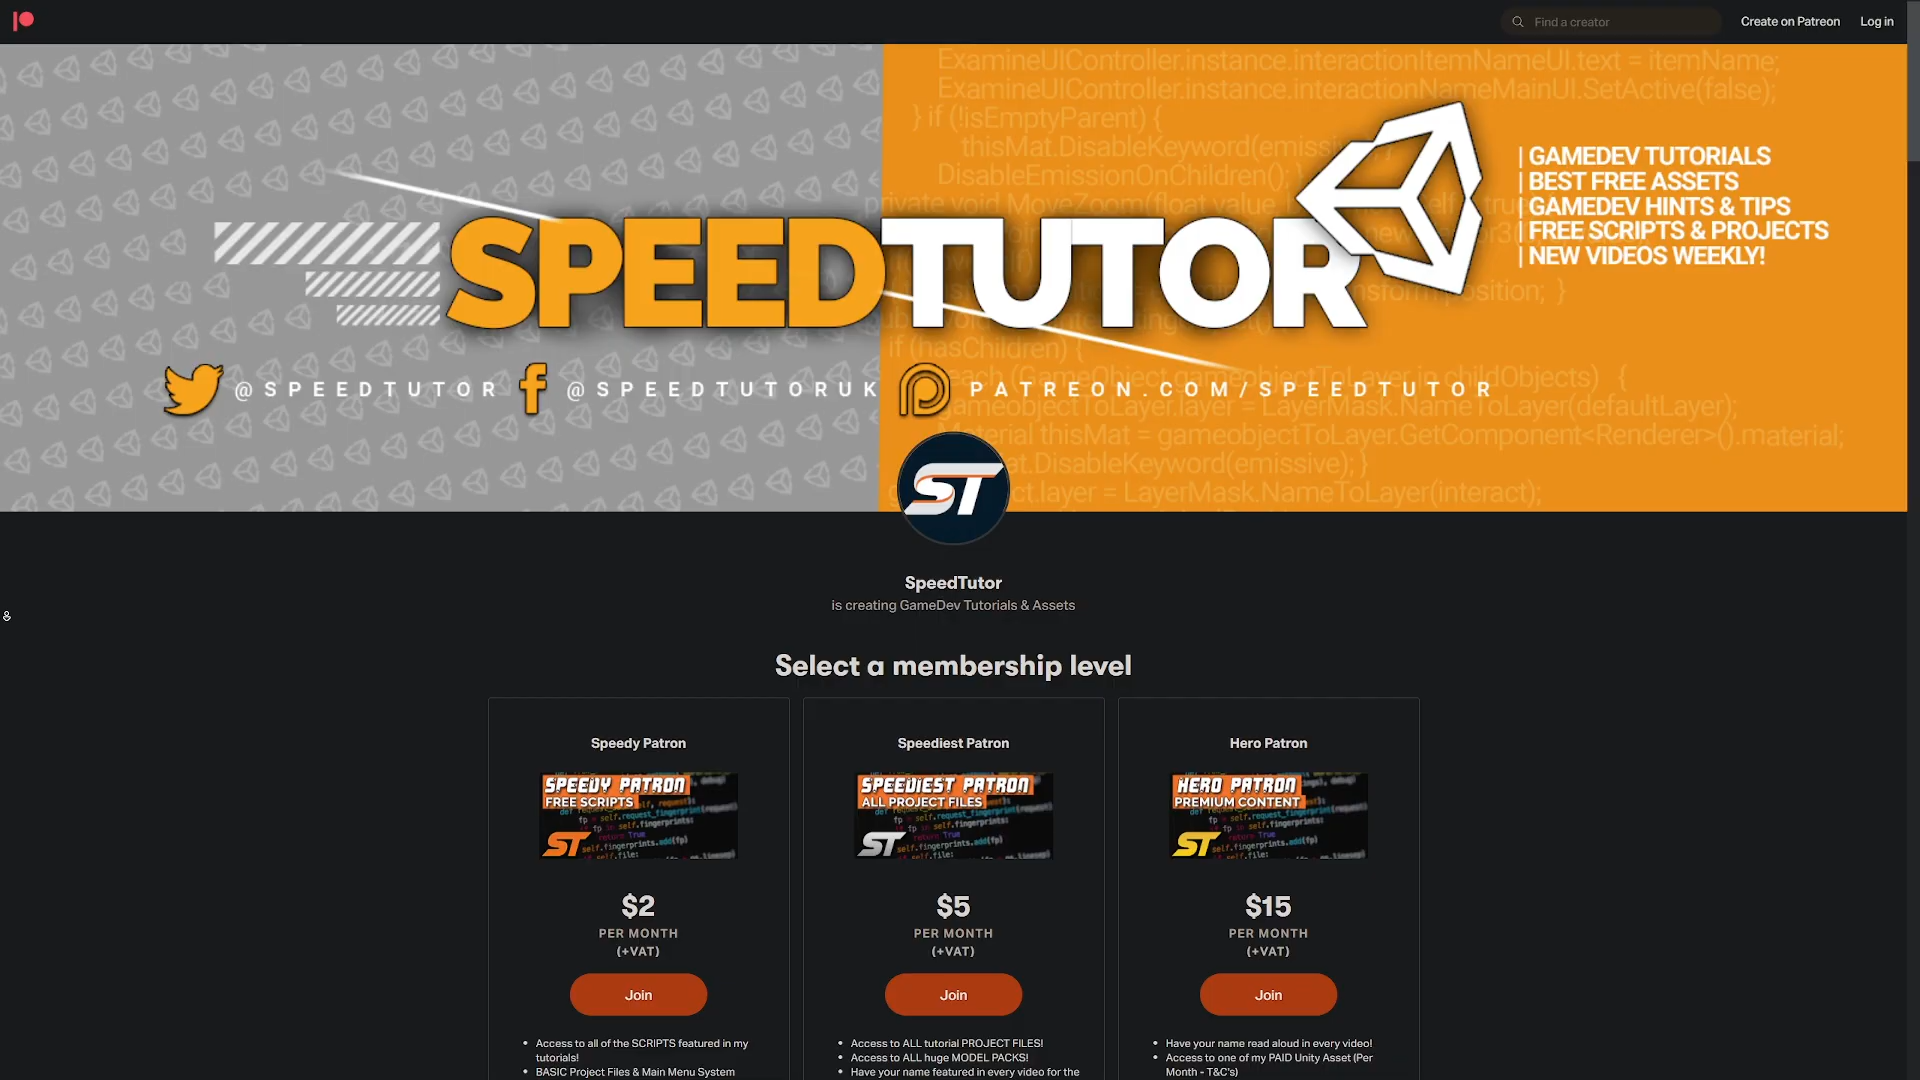 Find a creator
Create on Patreon
Log in
ExamineUIController.instance.interactionItemNameUI.text = itemName;
ExamineUIController.instance.interactionNameMainUI.SetActive(false);
} if (!isEmptyParent) {
thisMat.DisableKeyword(emissive);
DisableEmissionOnChildren(); }
private void MoveZoom(float value
SPEEDTUTOR
| GAMEDEV TUTORIALS
| BEST FREE ASSETS
| GAMEDEV HINTS & TIPS
| FREE SCRIPTS & PROJECTS
| NEW VIDEOS WEEKLY!
if (hasChildren) {
@SPEEDTUTOR
@SPEEDTUTORUK
PATREON.COM/SPEEDTUTOR
gameobjectToLayer.layer = LayerMask.NameToLayer(defaultLayer);
Material thisMat = gameobjectToLayer.GetComponent<Renderer>().material;
.DisableKeyword(emissive); }
.layer = LayerMask.NameToLayer(interact);
ST
SpeedTutor
is creating GameDev Tutorials & Assets
Select a membership level
Speedy Patron
SPEEDY PATRON
FREE SCRIPTS
ST
$2
PER MONTH
(+VAT)
Join
• Access to all of the SCRIPTS featured in my
tutorials!
• BASIC Project Files & Main Menu System
Speediest Patron
SPEEDIEST PATRON
ALL PROJECT FILES
ST
$5
PER MONTH
(+VAT)
Join
• Access to ALL tutorial PROJECT FILES!
• Access to ALL huge MODEL PACKS!
• Have your name featured in every video for the
Hero Patron
HERO PATRON
PREMIUM CONTENT
ST
$15
PER MONTH
(+VAT)
Join
• Have your name read aloud in every video!
• Access to one of my PAID Unity Asset (Per
Month - T&C's)